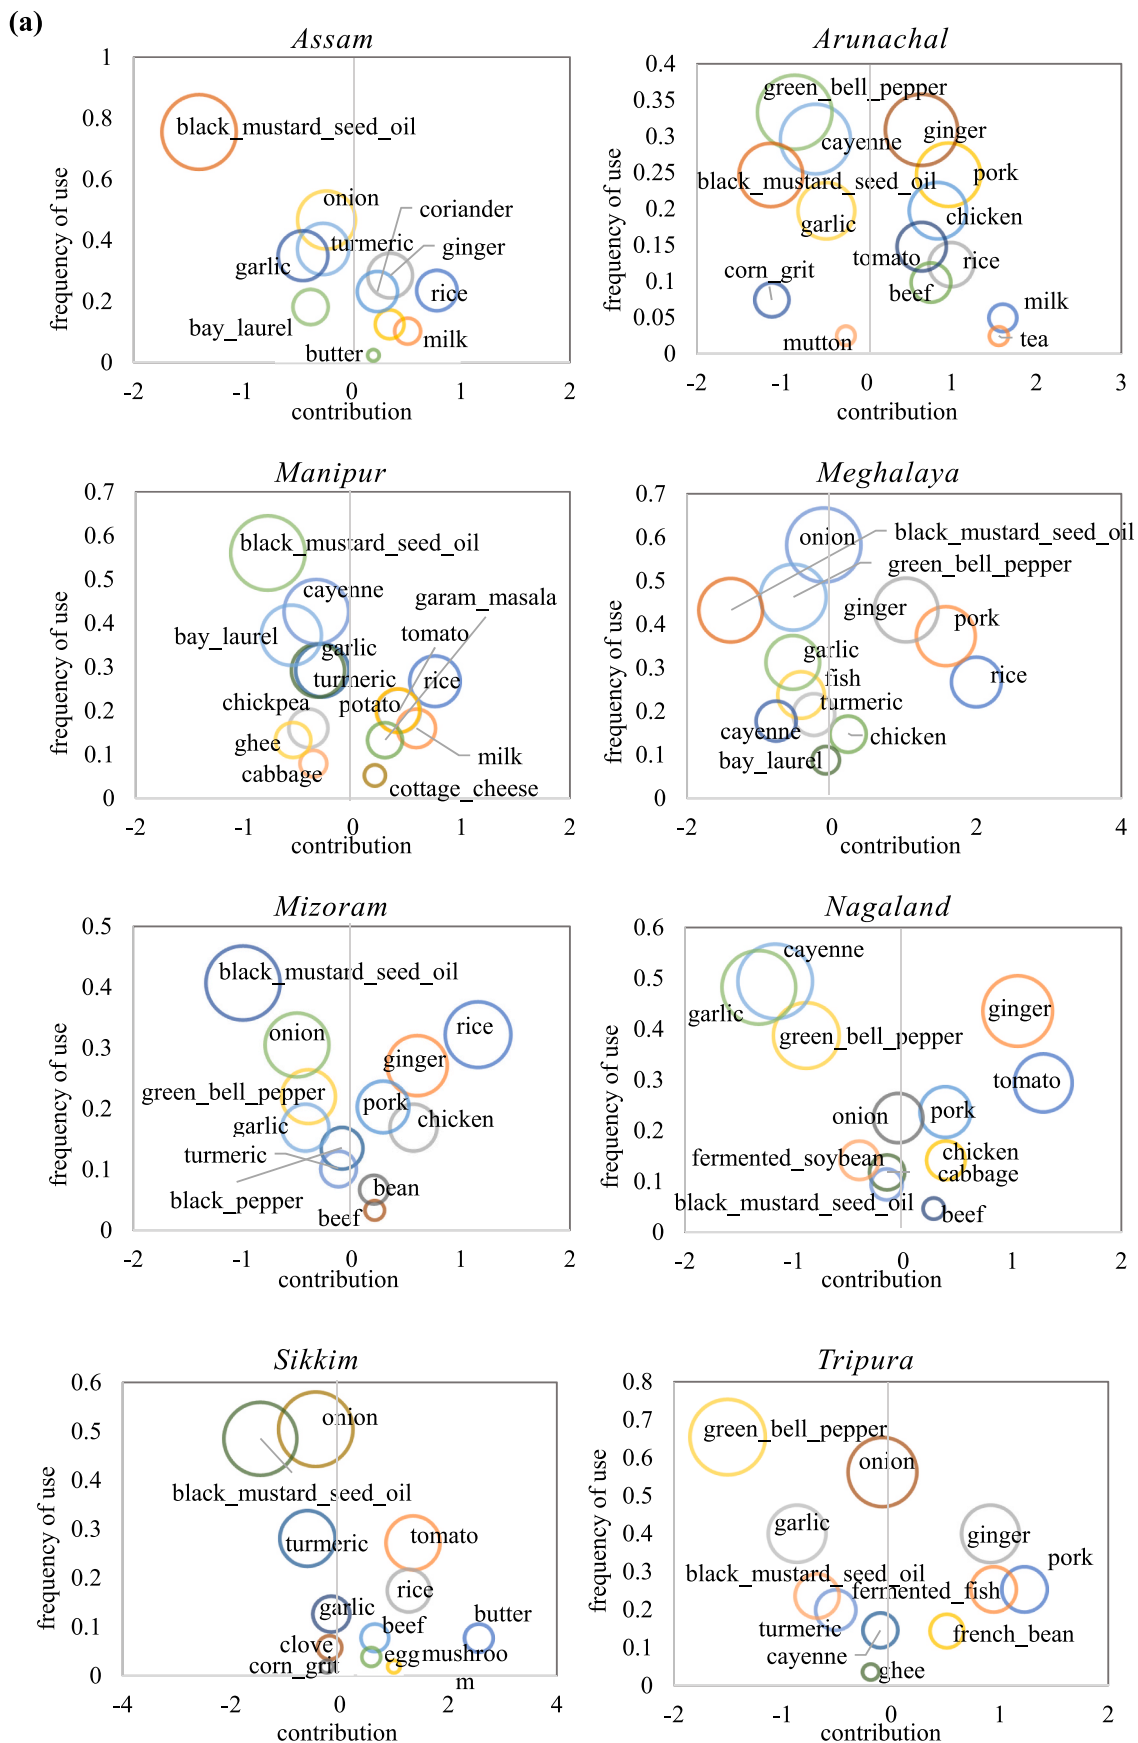 (a)
Assam
frequency of use
1
0.8
0.6
0.4
0.2
0
black_mustard_seed_oil
onion
coriander
turmeric
ginger
garlic
rice
bay_laurel
milk
butter
-2
-1
0
1
2
contribution
Arunachal
frequency of use
0.4
0.35
0.3
0.25
0.2
0.15
0.1
0.05
0
green_bell_pepper
cayenne
ginger
black_mustard_seed_oil
pork
garlic
chicken
tomato
rice
corn_grit
beef
milk
mutton
tea
-2
-1
0
1
2
3
contribution
Manipur
frequency of use
0.7
0.6
0.5
0.4
0.3
0.2
0.1
0
black_mustard_seed_oil
cayenne
garam_masala
bay_laurel
tomato
garlic
turmeric
rice
chickpea
potato
ghee
milk
cabbage
cottage_cheese
-2
-1
0
1
2
contribution
Meghalaya
frequency of use
0.7
0.6
0.5
0.4
0.3
0.2
0.1
0
onion
black_mustard_seed_oil
green_bell_pepper
ginger
pork
garlic
fish
rice
turmeric
cayenne
chicken
bay_laurel
-2
0
2
4
contribution
Mizoram
frequency of use
0.5
0.4
0.3
0.2
0.1
0
black_mustard_seed_oil
onion
rice
ginger
green_bell_pepper
pork
garlic
chicken
turmeric
black_pepper
bean
beef
-2
-1
0
1
2
contribution
Nagaland
frequency of use
0.6
0.5
0.4
0.3
0.2
0.1
0
cayenne
garlic
ginger
green_bell_pepper
tomato
onion
pork
fermented_soybean
chicken
cabbage
black_mustard_seed_oil
beef
-2
-1
0
1
2
contribution
Sikkim
frequency of use
0.6
0.5
0.4
0.3
0.2
0.1
0
onion
black_mustard_seed_oil
turmeric
tomato
rice
garlic
beef
butter
clove
egg
mushroo
m
corn_grit
-4
-2
0
2
4
contribution
Tripura
frequency of use
0.8
0.7
0.6
0.5
0.4
0.3
0.2
0.1
0
green_bell_pepper
onion
garlic
ginger
pork
black_mustard_seed_oil
fermented_fish
turmeric
french_bean
cayenne
ghee
-2
-1
0
1
2
contribution